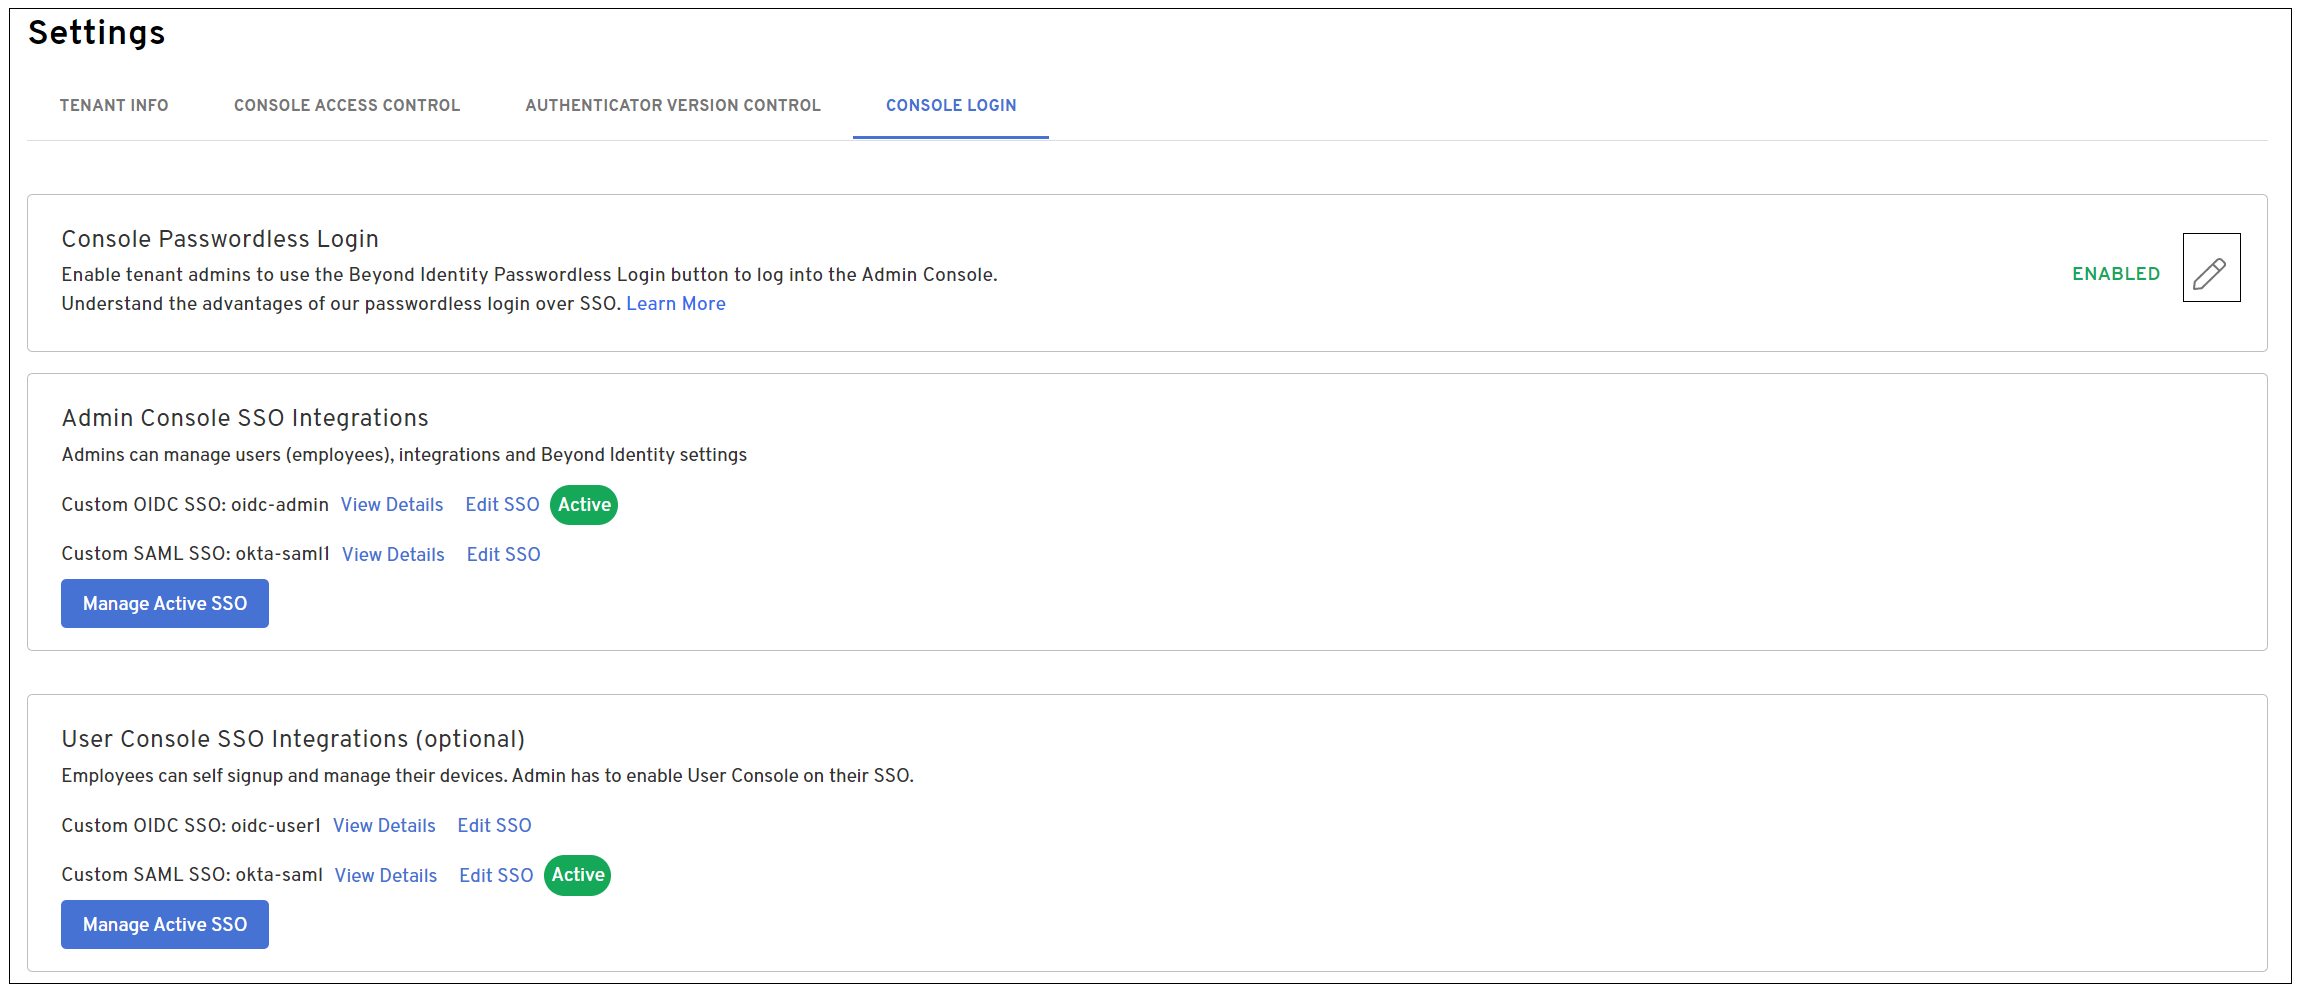 Settings
TENANT INFO CONSOLE ACCESS CONTROL AUTHENTICATOR VERSION CONTROL CONSOLE LOGIN
Console Passwordless Login
Enable tenant admins to use the Beyond Identity Passwordless Login button to log into the Admin Console.
ENABLED
Understand the advantages of our passwordless login over SSO. Learn More
Admin Console SSO Integrations
Admins can manage users (employees), integrations and Beyond Identity settings
Custom OIDC SSO: oidc-admin View Details Edit SSO Active
Custom SAML SSO: okta-saml1 View Details Edit SSO
Manage Active SSO
User Console SSO Integrations (optional)
Employees can self signup and manage their devices. Admin has to enable User Console on their SSO.
Custom OIDC SSO: oidc-user1 View Details Edit SSO
Custom SAML SSO: okta-saml View Details Edit SSO Active
Manage Active SSO